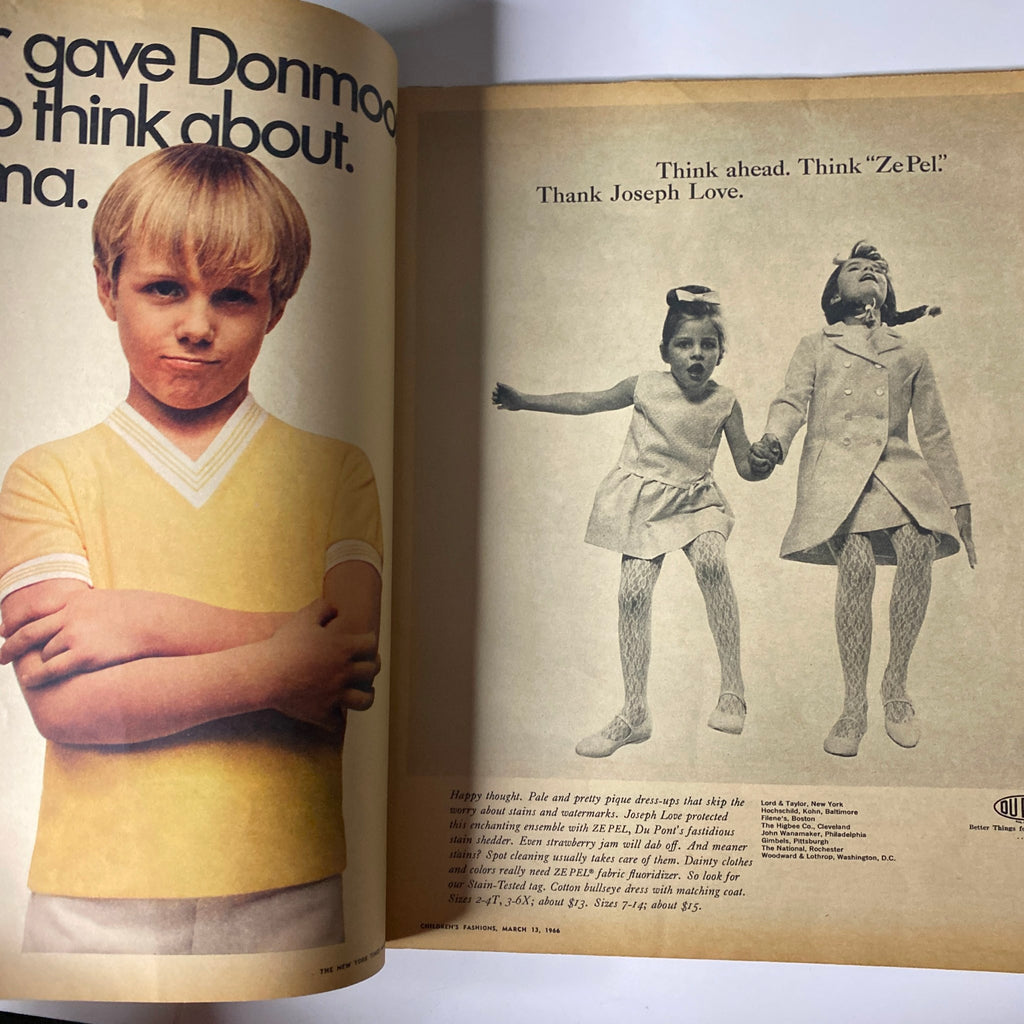 gave Donmoo
think about.
ma.
THE NEW YORK
Think ahead. Think "ZePel."
Thank Joseph Love.
Happy thought. Pale and pretty pique dress-ups that skip the
worry about stains and watermarks. Joseph Love protected
this enchanting ensemble with ZE PEL, Du Pont's fastidious
stain shedder. Even strawberry jam will dab off. And meaner
stains? Spot cleaning usually takes care of them. Dainty clothes
and colors really need ZE PEL® fabric fluoridizer. So look for
our Stain-Tested tag. Cotton bullseye dress with matching coat.
Sizes 2-4T, 3-6X; about $13. Sizes 7-14; about $15.
Lord & Taylor, New York
Hochschild, Kohn, Baltimore
Filene's, Boston
The Higbee Co., Cleveland
John Wanamaker, Philadelphia
Gimbels, Pittsburgh
The National, Rochester
Woodward & Lothrop, Washington, D.C.
DU P
Better Things f
CHILDREN'S FASHIONS, MARCH 13, 1966